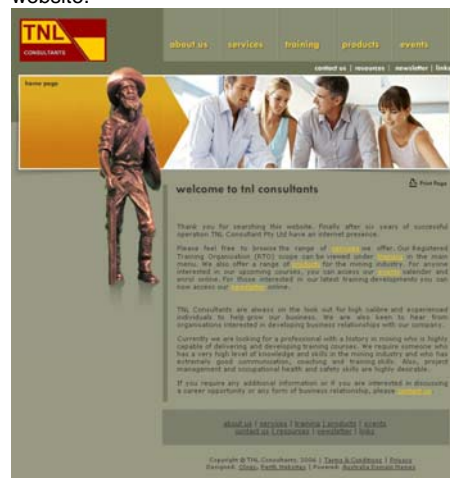 website:
TNL
CONSULTANTS
about us services training products events
contact us | resources | newsletter | links
home page
Print Page
welcome to tnl consultants
Thank you for searching this website. Finally after six years of successful
operation TNL Consultant Pty Ltd have an internet presence.
Please feel free to browse the range of services we offer. Our Registered
Training Organisation (RTO) scope can be viewed under training in the main
menu. We also offer a range of products for the mining industry. For anyone
interested in our upcoming courses, you can access our events calendar and
enrol online. For those interested in our latest training developments you can
now access our newsletter online.
TNL Consultants are always on the look out for high calibre and experienced
individuals to help grow our business. We are also keen to hear from
organisations interested in developing business relationships with our company.
Currently we are looking for a professional with a history in mining who is highly
capable of delivering and developing training courses. We require someone who
has a very high level of knowledge and skills in the mining industry and who has
extremely good communication, coaching and training skills. Also, project
management and occupational health and safety skills are highly desirable.
If you require any additional information or if you are interested in discussing
a career opportunity or any form of business relationship, please contact us.
about us | services | training | products | events
contact us | resources | newsletter | links
Copyright © TNL Consultants, 2006 | Terms & Conditions | Privacy
Designed: Perth Websites | Powered: Australia Domain Names